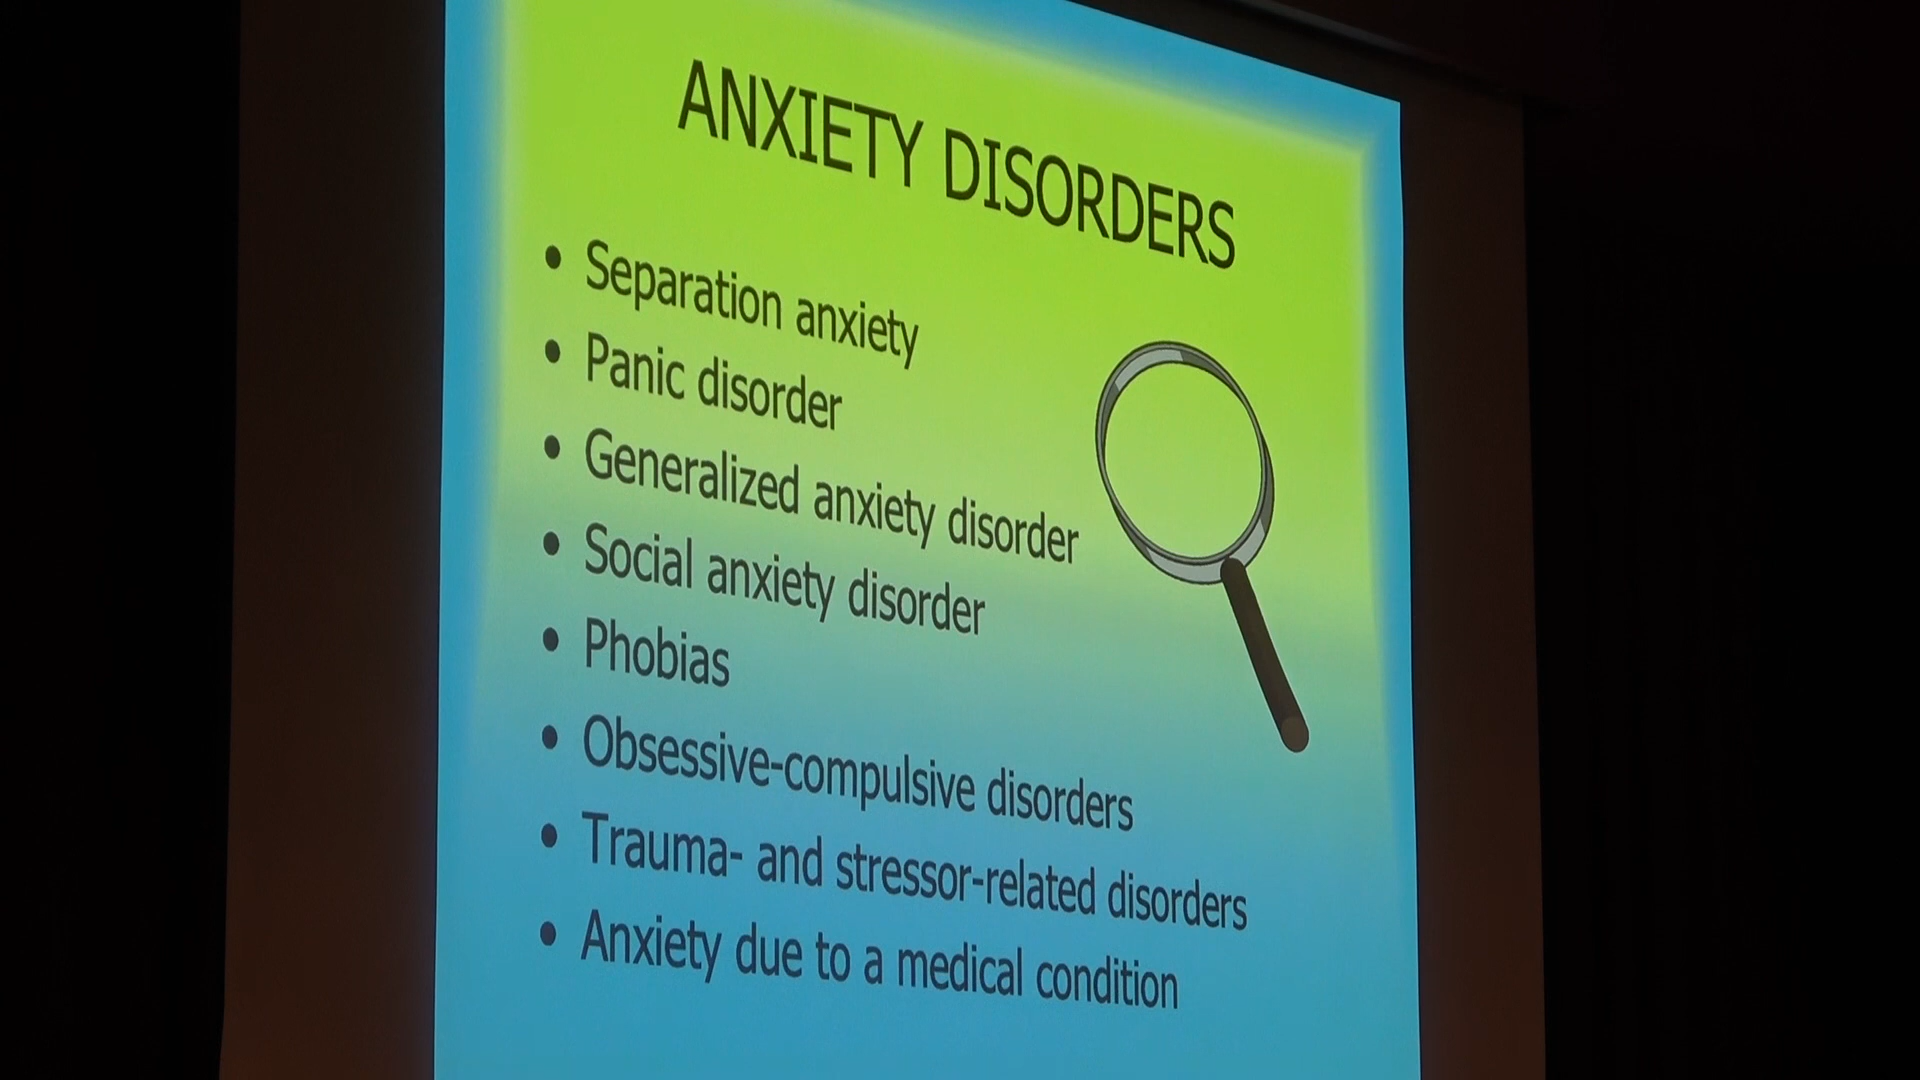 ANXIETY DISORDERS
• Separation anxiety
• Panic disorder
• Generalized anxiety disorder
• Social anxiety disorder
• Phobias
• Obsessive-compulsive disorders
• Trauma- and stressor-related disorders
• Anxiety due to a medical condition